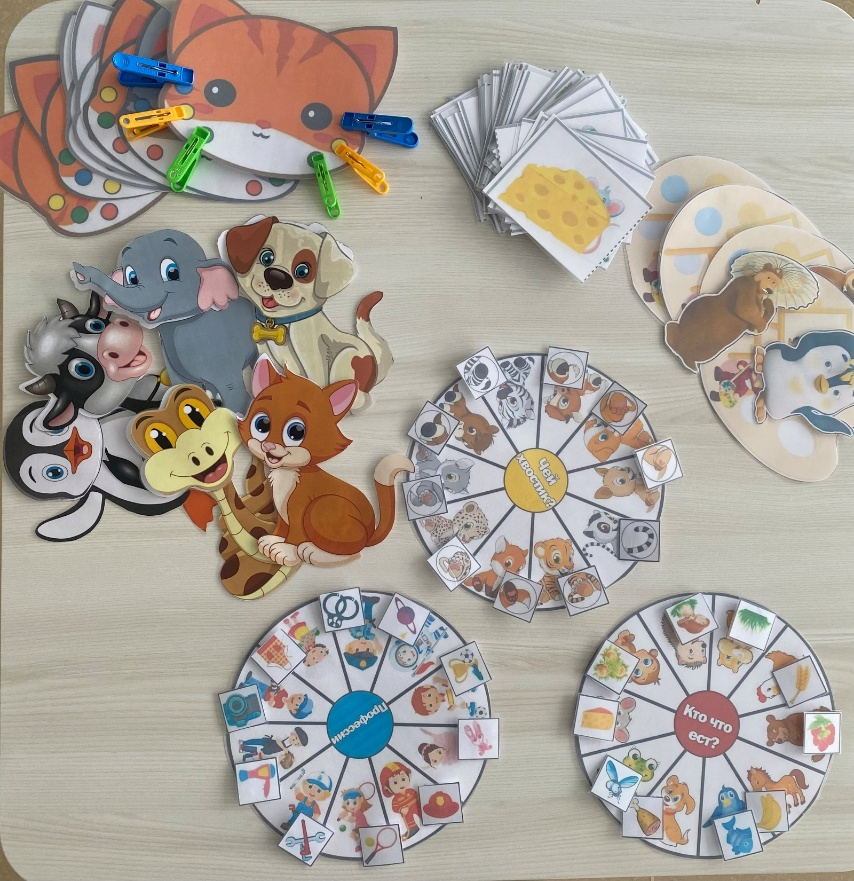 Чей
хвостик?
Профессии
Кто что
ест?